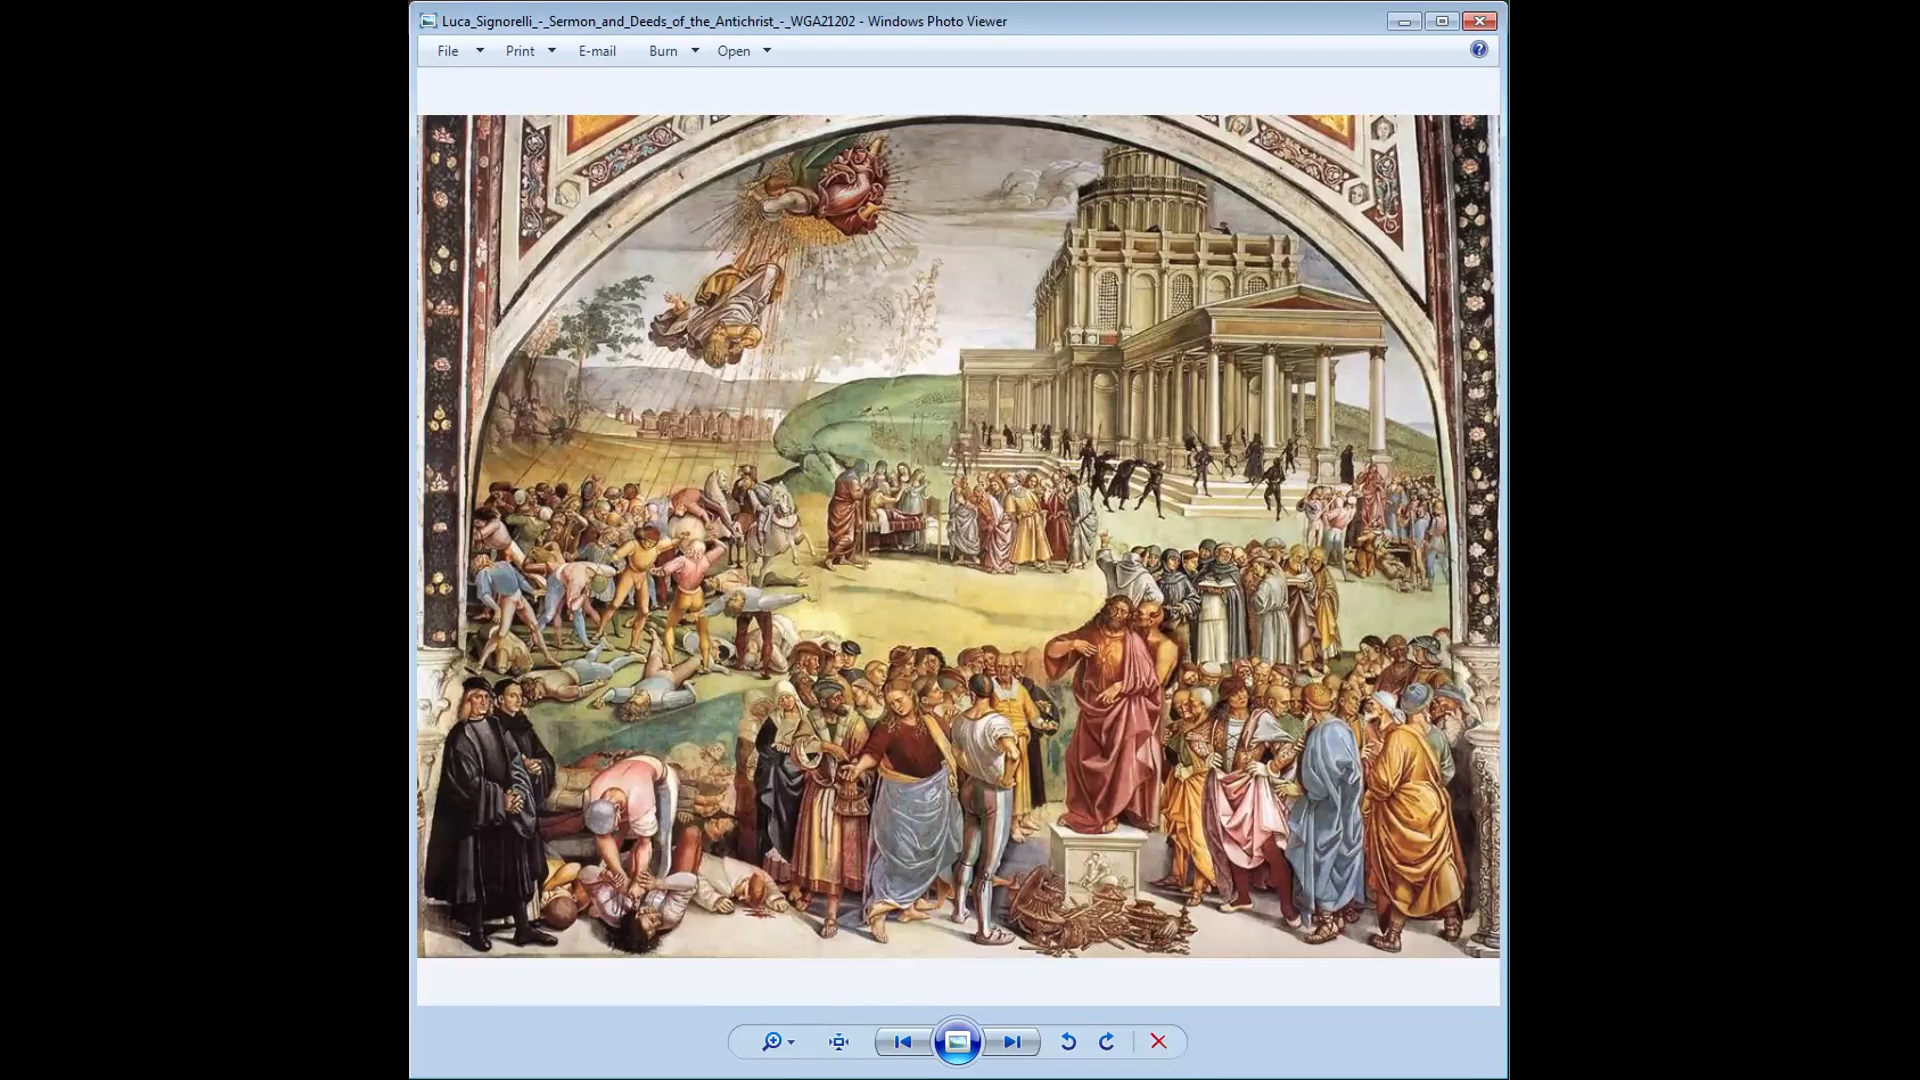 Luca_Signorelli_-_Sermon_and_Deeds_of_the_Antichrist_-_WGA21202 - Windows Photo Viewer
File Print E-mail Burn Open